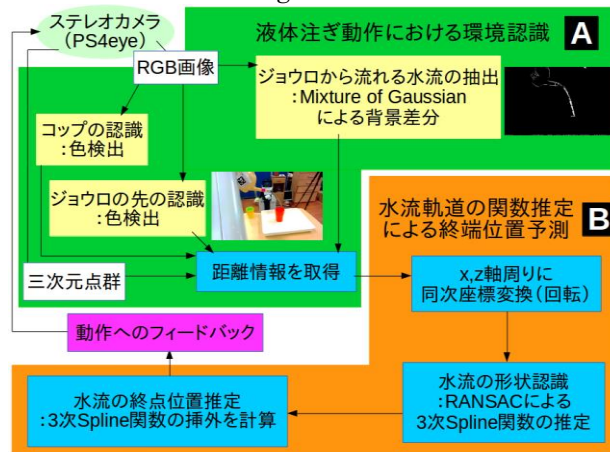 ステレオカメラ
（PS4eye）
液体注ぎ動作における環境認識
A
RGB画像
ジョウロから流れる水流の抽出
：Mixture of Gaussian
による背景差分
コップの認識
：色検出
ジョウロの先の認識
：色検出
水流軌道の関数推定
による終端位置予測
B
三次元点群
距離情報を取得
x,z軸周りに
同次座標変換（回転）
動作へのフィードバック
水流の形状認識
：RANSACによる
3次Spline関数の推定
水流の終点位置推定
：3次Spline関数の挿外を計算